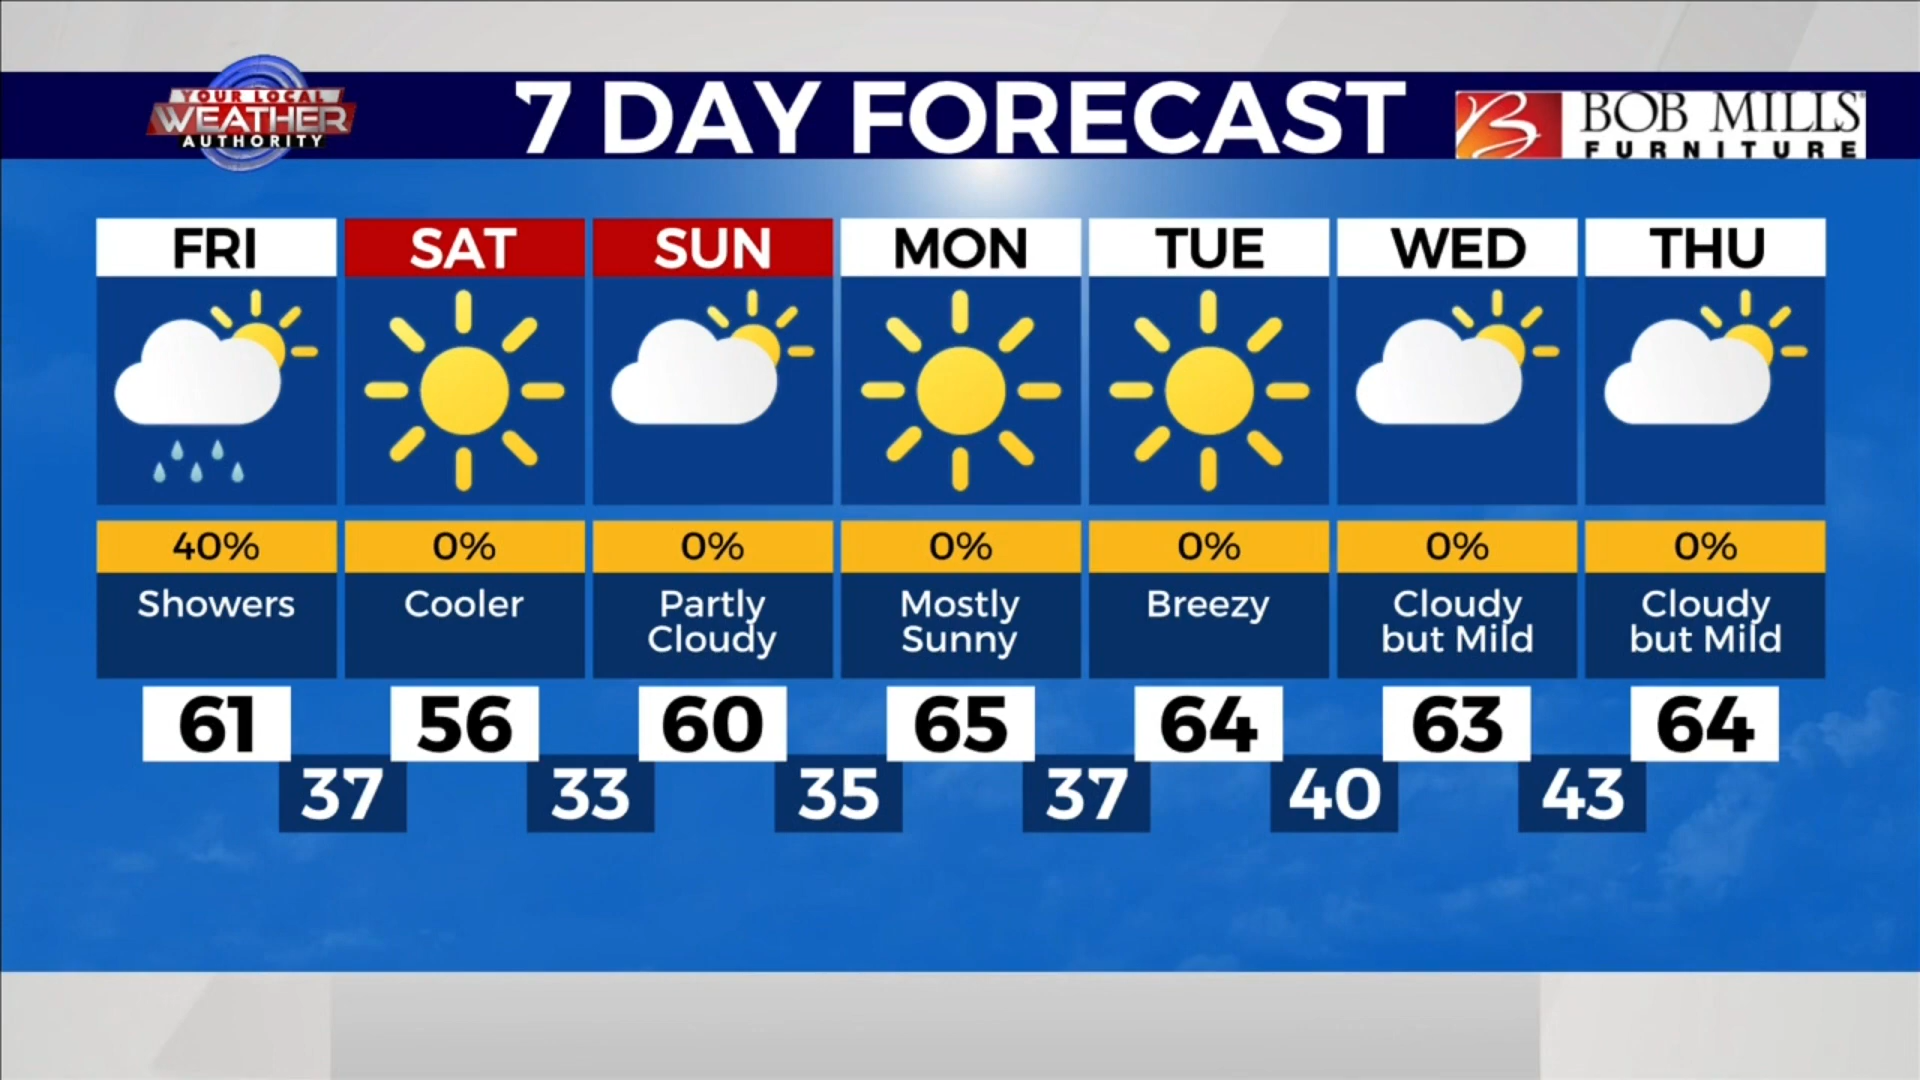 YOUR LOCAL
WEATHER
AUTHORITY
7 DAY FORECAST
BOB MILLS
FURNITURE
FRI SAT SUN MON TUE WED THU
40% 0% 0% 0% 0% 0% 0%
Showers Cooler Partly Mostly Breezy Cloudy Cloudy
Cloudy Sunny but Mild but Mild
61 56 60 65 64 63 64
37 33 35 37 40 43